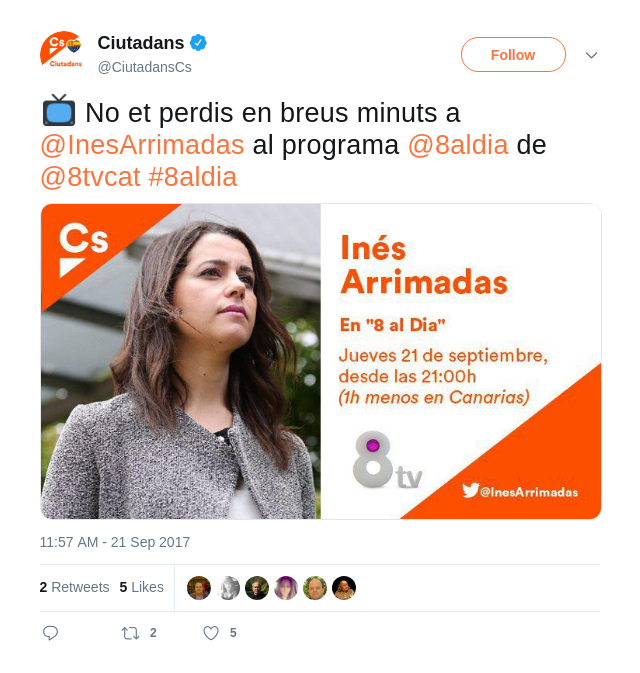 Cs
Ciutadans
Ciutadans
@CiutadansCs
Follow
No et perdis en breus minuts a
@InesArrimadas al programa @8aldia de
@8tvcat #8aldia
Cs
Inés
Arrimadas
En "8 al Dia"
Jueves 21 de septiembre,
desde las 21:00h
(1h menos en Canarias)
8tv
@InesArrimadas
11:57 AM - 21 Sep 2017
2 Retweets 5 Likes
2 5